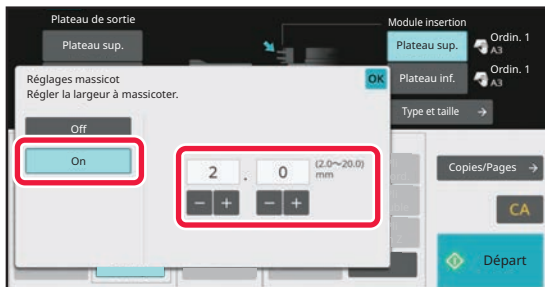 Plateau de sortie
Plateau sup.
Module insertion
Plateau sup.
Ordin. 1
A3
Plateau inf.
Ordin. 1
A3
Type et taille
Réglages massicot
Régler la largeur à massicoter.
OK
Off
On
2 . 0 (2.0～20.0)
mm
Copies/Pages
CA
Départ